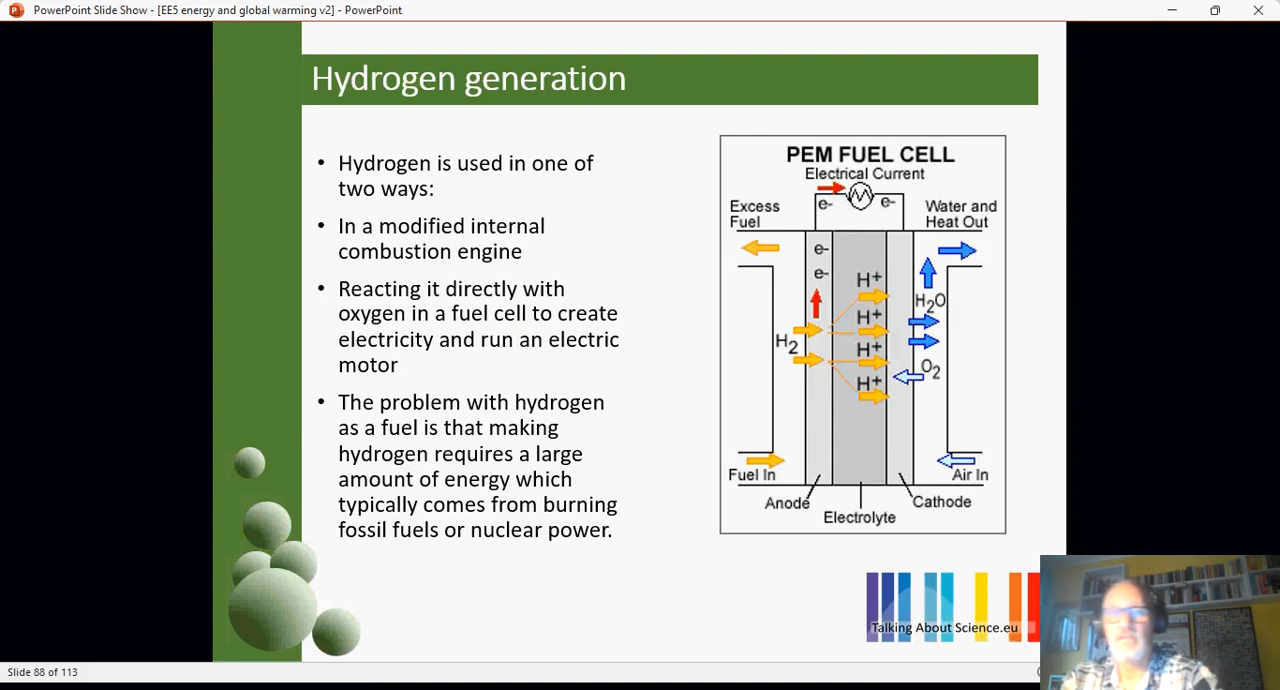 PowerPoint Slide Show - [EE5 energy and global warming v2] - PowerPoint
Hydrogen generation
• Hydrogen is used in one of
two ways:
• In a modified internal
combustion engine
• Reacting it directly with
oxygen in a fuel cell to create
electricity and run an electric
motor
• The problem with hydrogen
as a fuel is that making
hydrogen requires a large
amount of energy which
typically comes from burning
fossil fuels or nuclear power.
PEM FUEL CELL
Electrical Current
e-
e-
Excess
Fuel
Water and
Heat Out
e-
e-
H+
H+
H+
H+
H2
H2O
O2
Fuel In
Air In
Anode
Electrolyte
Cathode
Talking About Science.eu
Slide 88 of 113